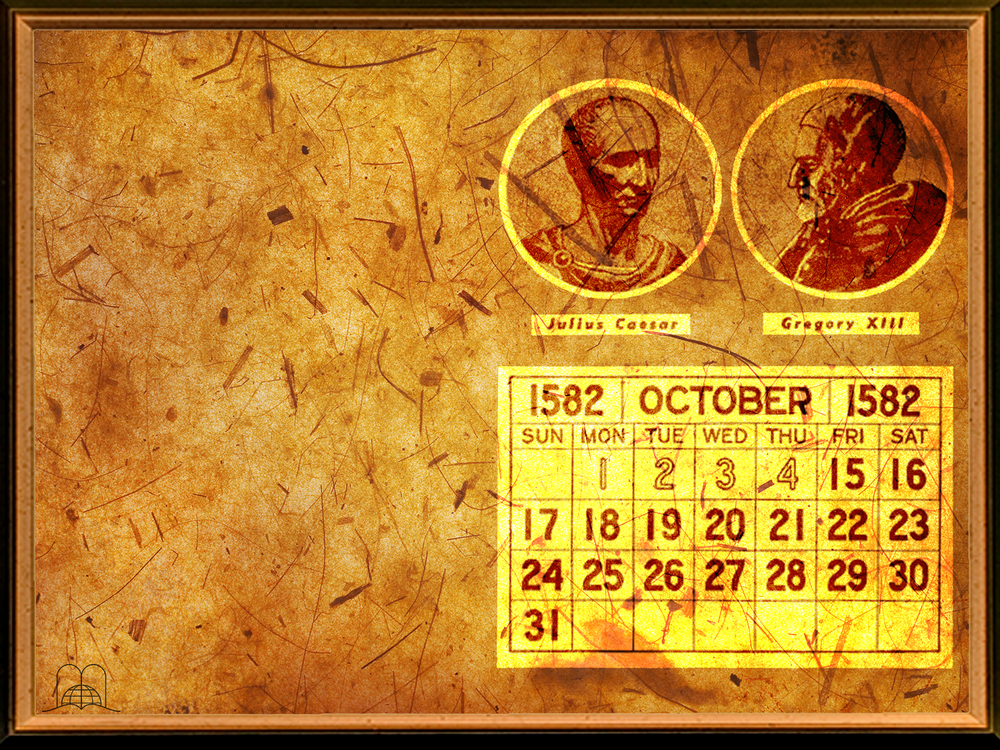 Julius Caesar
Gregory XIII
1582 OCTOBER 1582
SUN MON TUE WED THU FRI SAT
1 2 3 4 15 16
17 18 19 20 21 22 23
24 25 26 27 28 29 30
31